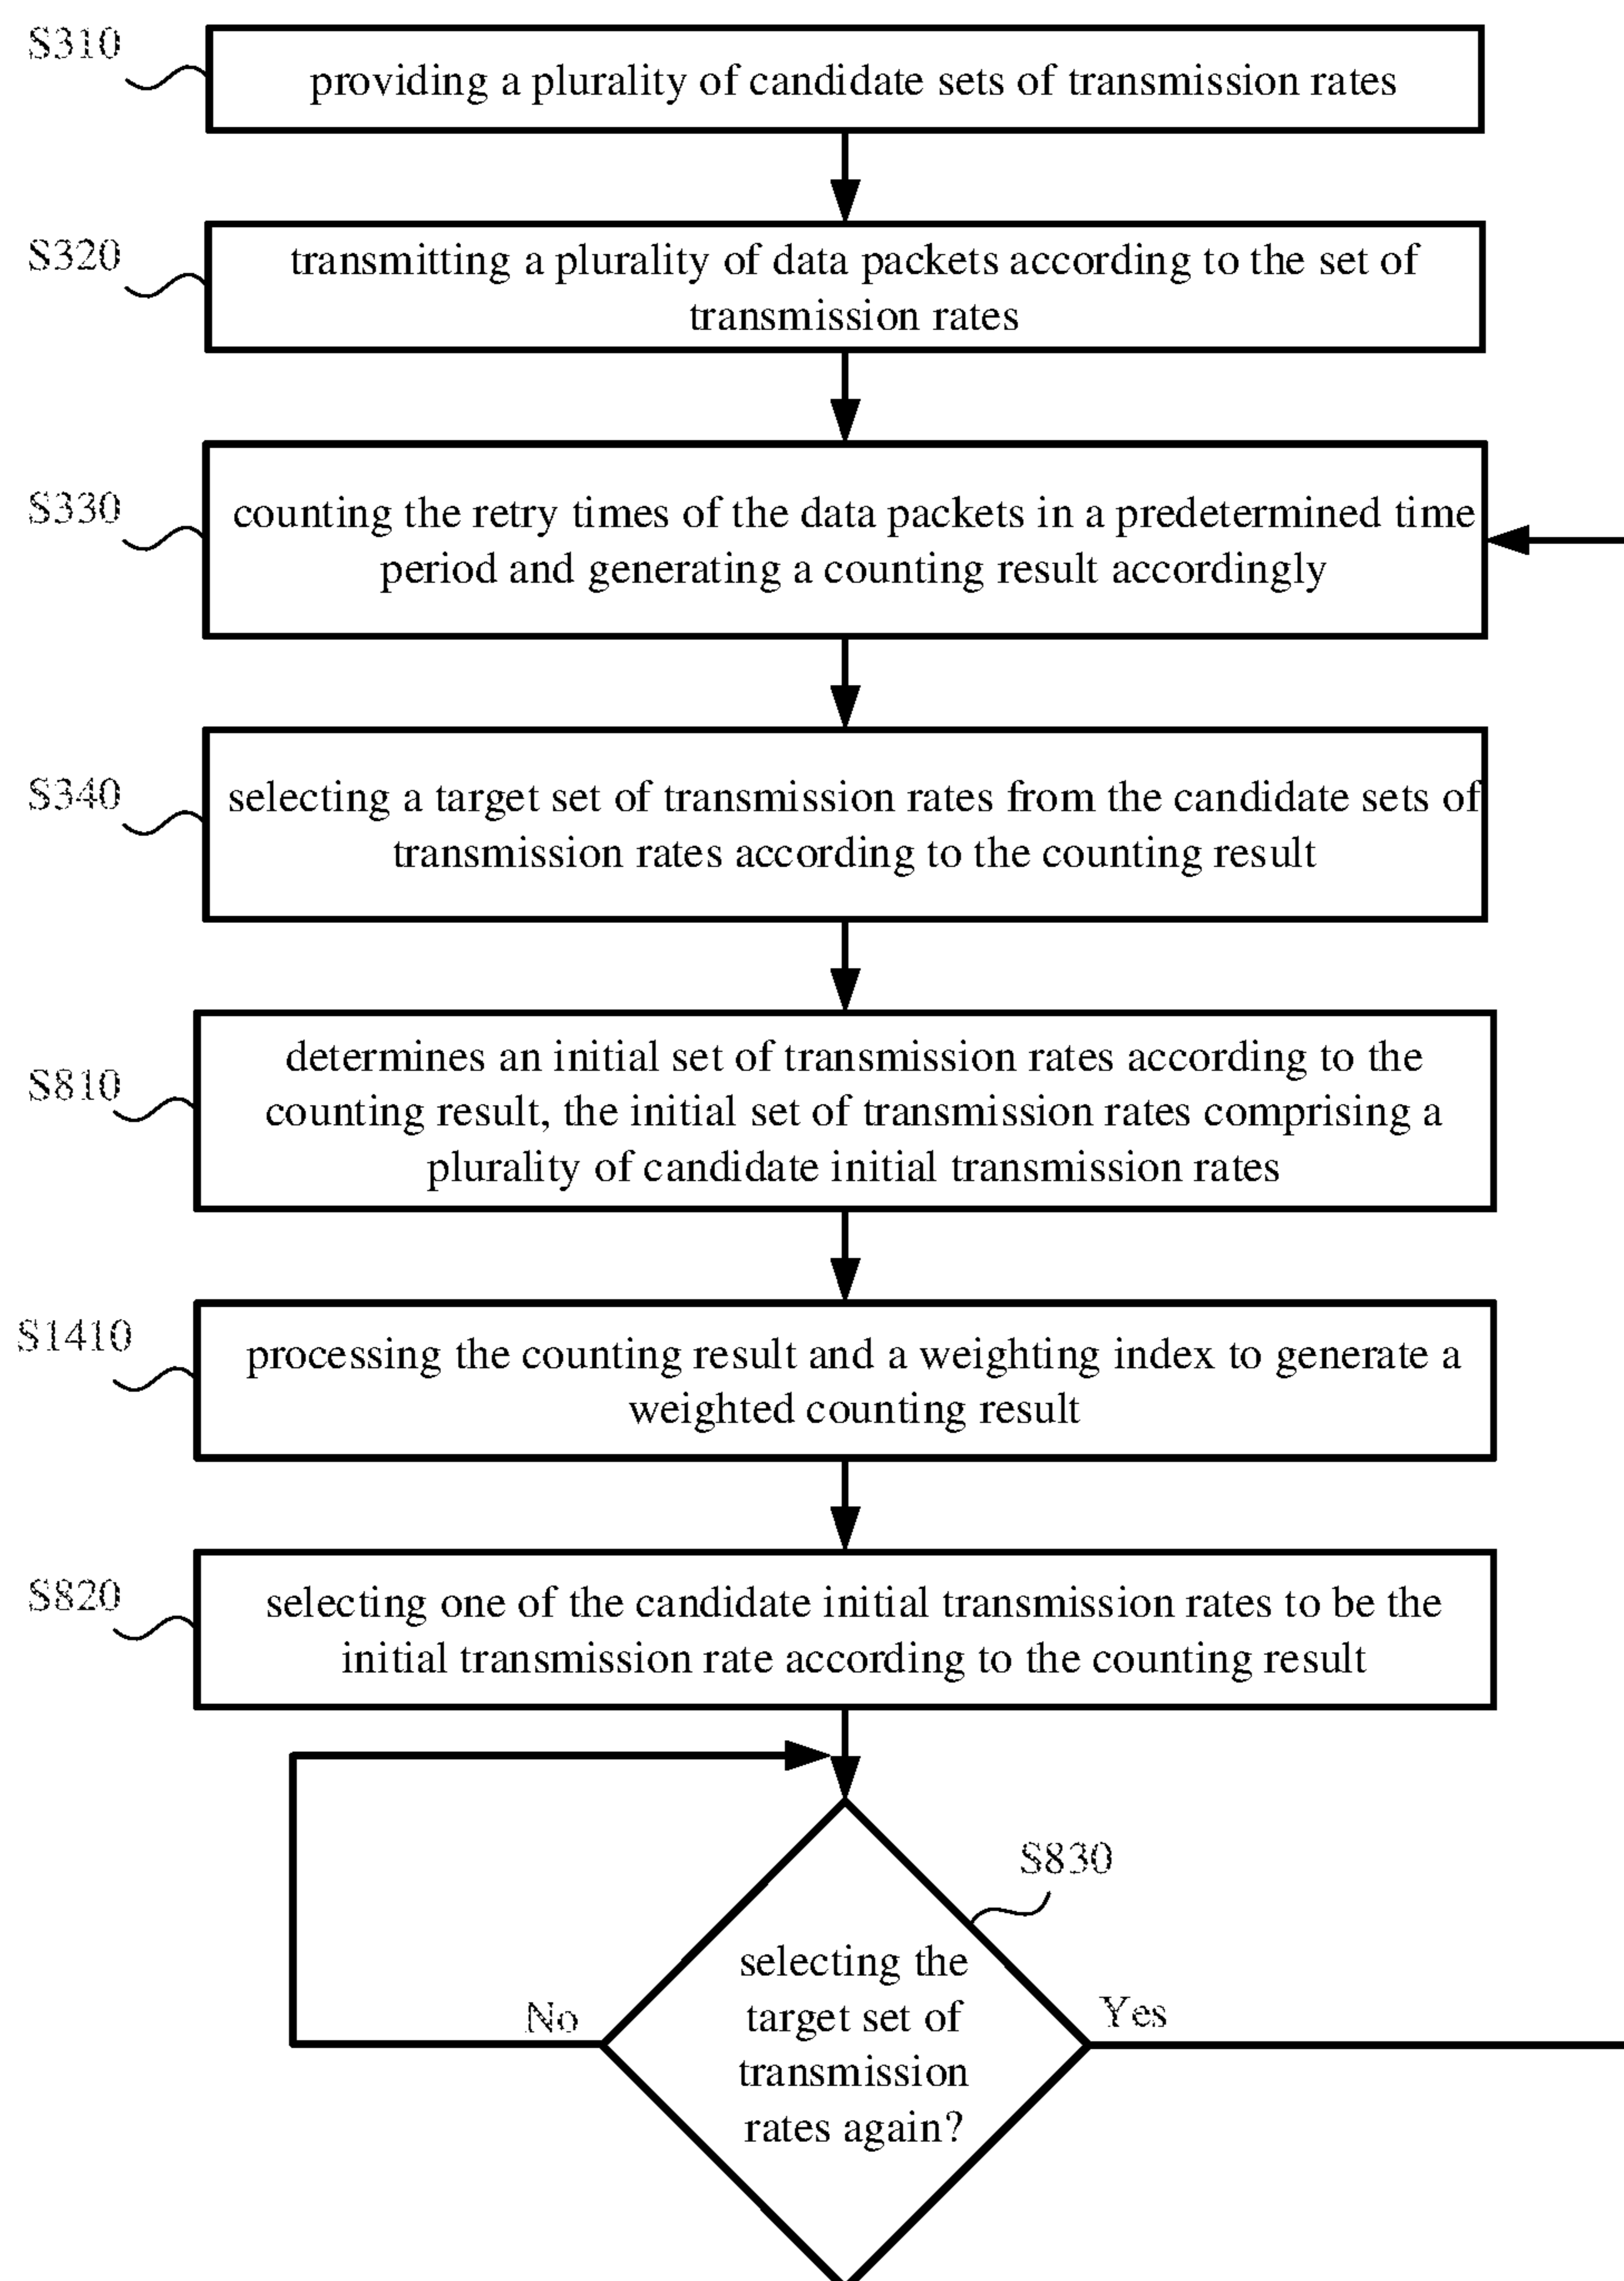 S310
providing a plurality of candidate sets of transmission rates
S320
transmitting a plurality of data packets according to the set of
transmission rates
S330
counting the retry times of the data packets in a predetermined time
period and generating a counting result accordingly
S340
selecting a target set of transmission rates from the candidate sets of
transmission rates according to the counting result
S810
determines an initial set of transmission rates according to the
counting result, the initial set of transmission rates comprising a
plurality of candidate initial transmission rates
S1410
processing the counting result and a weighting index to generate a
weighted counting result
S820
selecting one of the candidate initial transmission rates to be the
initial transmission rate according to the counting result
S830
selecting the
target set of
transmission
rates again?
No
Yes